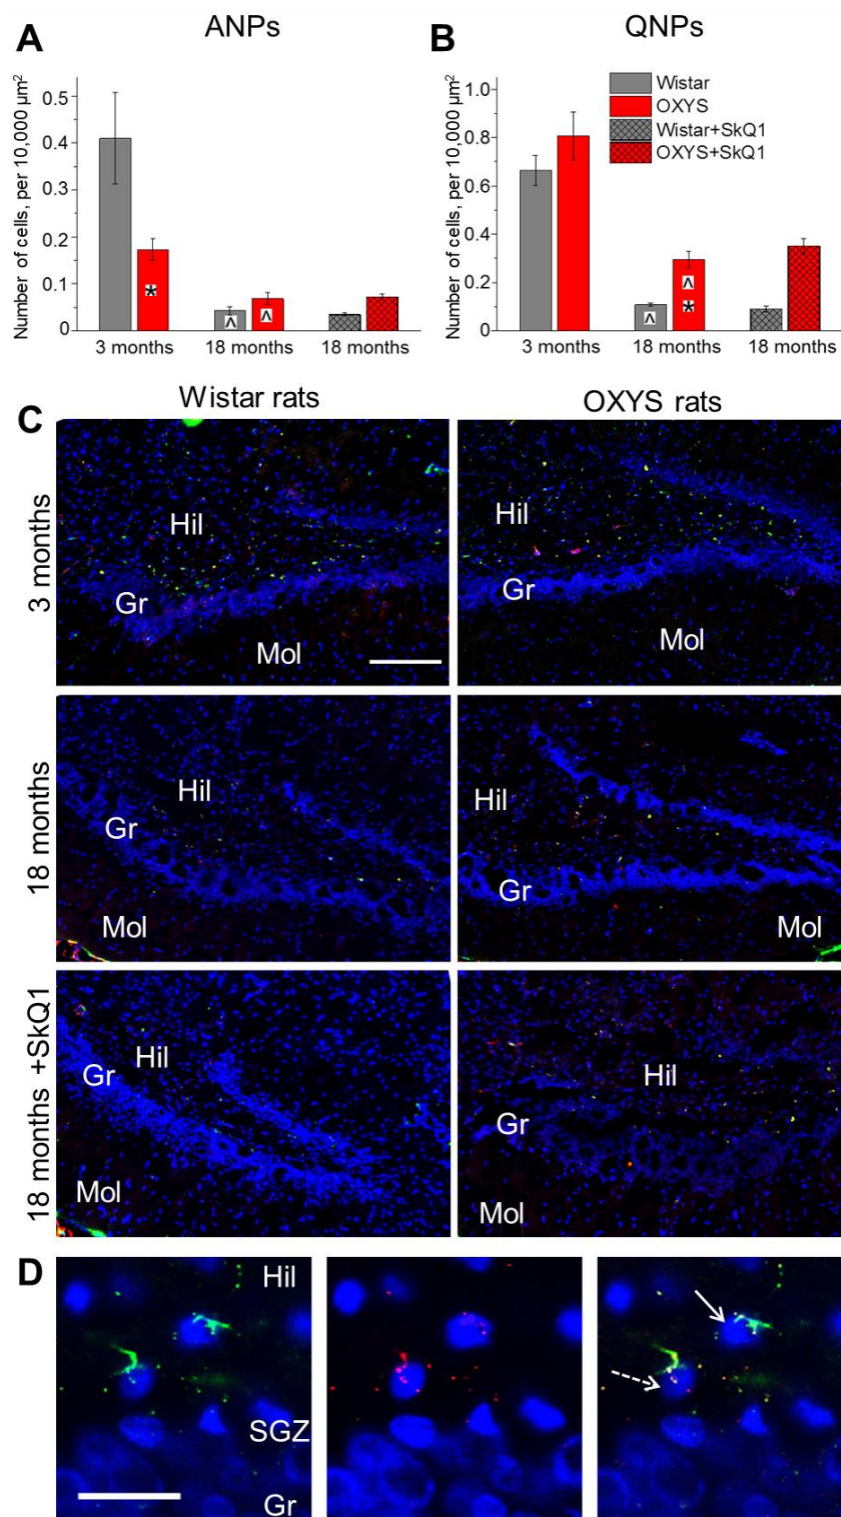 A
ANPs
Number of cells, per 10,000 µm²
0.5
0.4
0.3
0.2
0.1
0
*
^
^
3 months
18 months
18 months
B
QNPs
Number of cells, per 10,000 µm²
1.0
0.8
0.6
0.4
0.2
0
Wistar
OXYS
Wistar+SkQ1
OXYS+SkQ1
^
^
*
3 months
18 months
18 months
C
Wistar rats
OXYS rats
3 months
Hil
Gr
Mol
Hil
Gr
Mol
18 months
Hil
Gr
Mol
Hil
Gr
Mol
18 months +SkQ1
Hil
Gr
Mol
Hil
Gr
Mol
D
Hil
SGZ
Gr